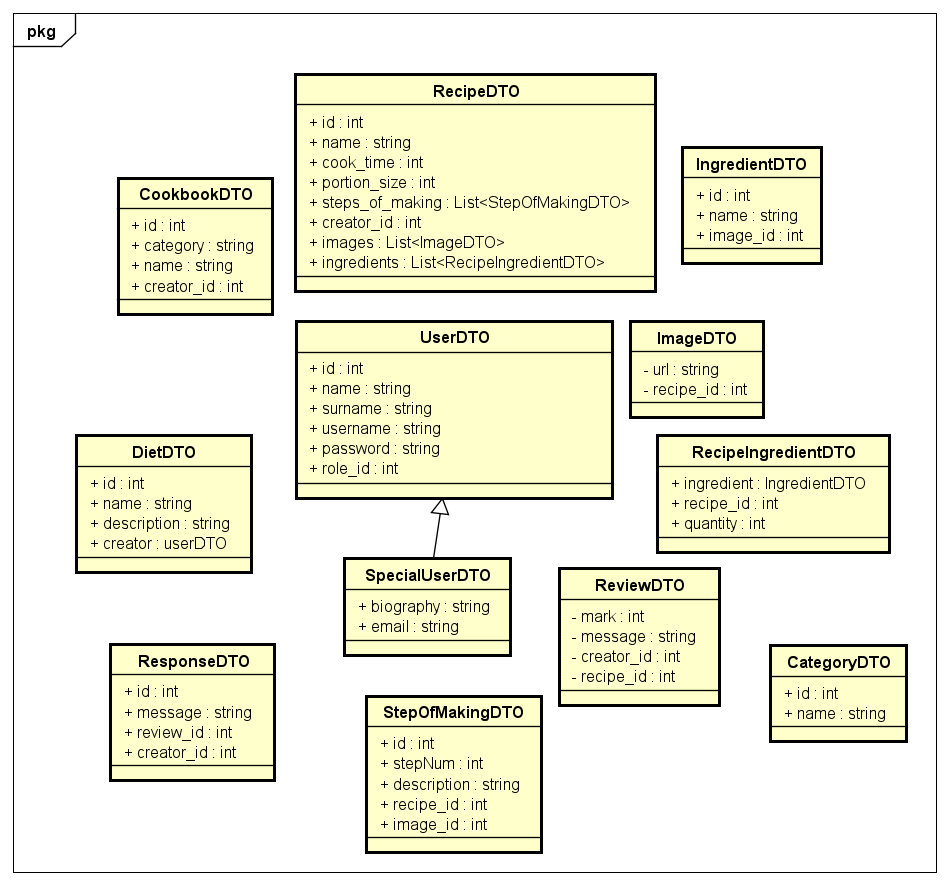 pkg
RecipeDTO
+ id : int
+ name : string
+ cook_time : int
+ portion_size : int
+ steps_of_making : List<StepOfMakingDTO>
+ creator_id : int
+ images : List<ImageDTO>
+ ingredients : List<RecipeIngredientDTO>
IngredientDTO
+ id : int
+ name : string
+ image_id : int
CookbookDTO
+ id : int
+ category : string
+ name : string
+ creator_id : int
UserDTO
+ id : int
+ name : string
+ surname : string
+ username : string
+ password : string
+ role_id : int
ImageDTO
- url : string
- recipe_id : int
DietDTO
+ id : int
+ name : string
+ description : string
+ creator : userDTO
RecipeIngredientDTO
+ ingredient : IngredientDTO
+ recipe_id : int
+ quantity : int
SpecialUserDTO
+ biography : string
+ email : string
ReviewDTO
- mark : int
- message : string
- creator_id : int
- recipe_id : int
ResponseDTO
+ id : int
+ message : string
+ review_id : int
+ creator_id : int
CategoryDTO
+ id : int
+ name : string
StepOfMakingDTO
+ id : int
+ stepNum : int
+ description : string
+ recipe_id : int
+ image_id : int